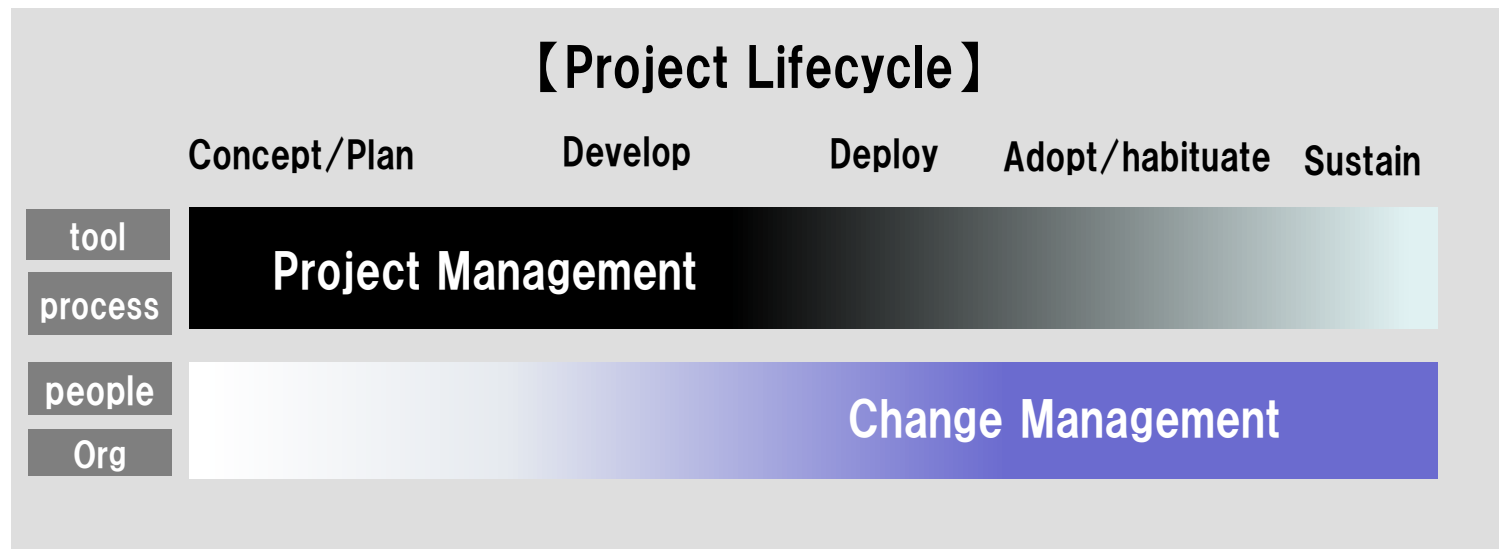 【Project Lifecycle】
Concept/Plan Develop Deploy Adopt/habituate Sustain
tool
Project Management
process
people
Change Management
Org